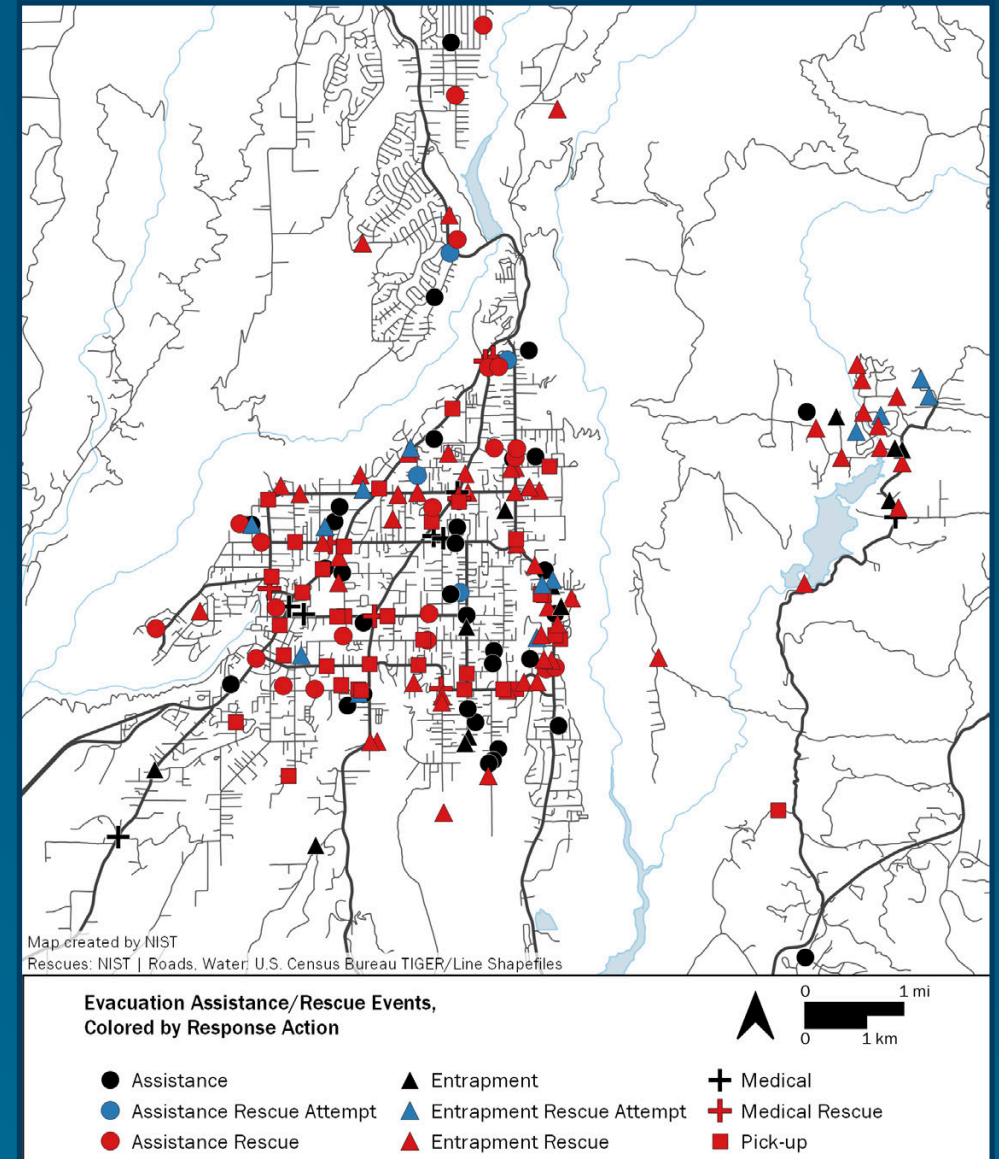 Map created by NIST
Rescues: NIST | Roads, Water: U.S. Census Bureau TIGER/Line Shapefiles
Evacuation Assistance/Rescue Events,
Colored by Response Action
0 1 mi
0 1 km
Assistance Entrapment Medical
Assistance Rescue Attempt Entrapment Rescue Attempt Medical Rescue
Assistance Rescue Entrapment Rescue Pick-up